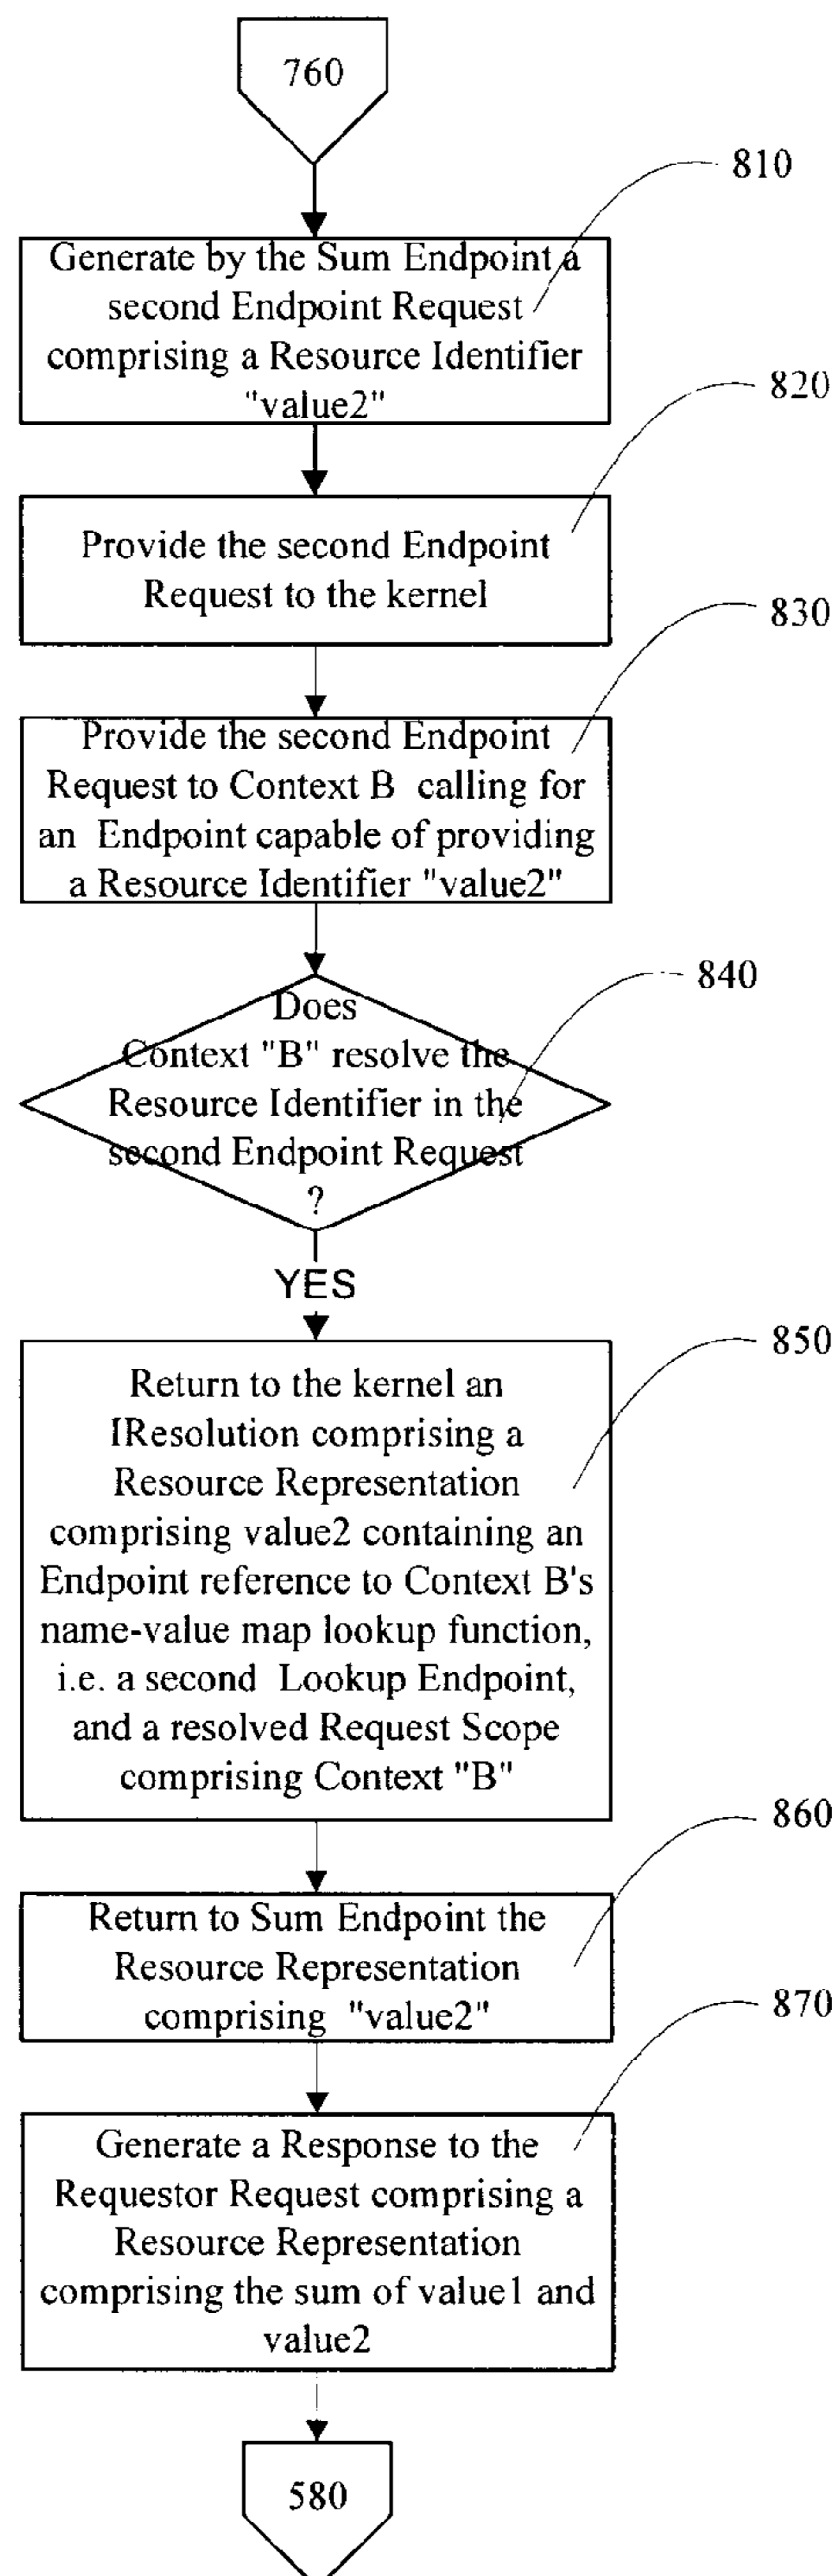 760
810
Generate by the Sum Endpoint a
second Endpoint Request
comprising a Resource Identifier
"value2"
820
Provide the second Endpoint
Request to the kernel
830
Provide the second Endpoint
Request to Context B calling for
an Endpoint capable of providing
a Resource Identifier "value2"
840
Does
Context "B" resolve the
Resource Identifier in the
second Endpoint Request
?
YES
850
Return to the kernel an
IResolution comprising a
Resource Representation
comprising value2 containing an
Endpoint reference to Context B's
name-value map lookup function,
i.e. a second Lookup Endpoint,
and a resolved Request Scope
comprising Context "B"
860
Return to Sum Endpoint the
Resource Representation
comprising "value2"
870
Generate a Response to the
Requestor Request comprising a
Resource Representation
comprising the sum of value1 and
value2
580